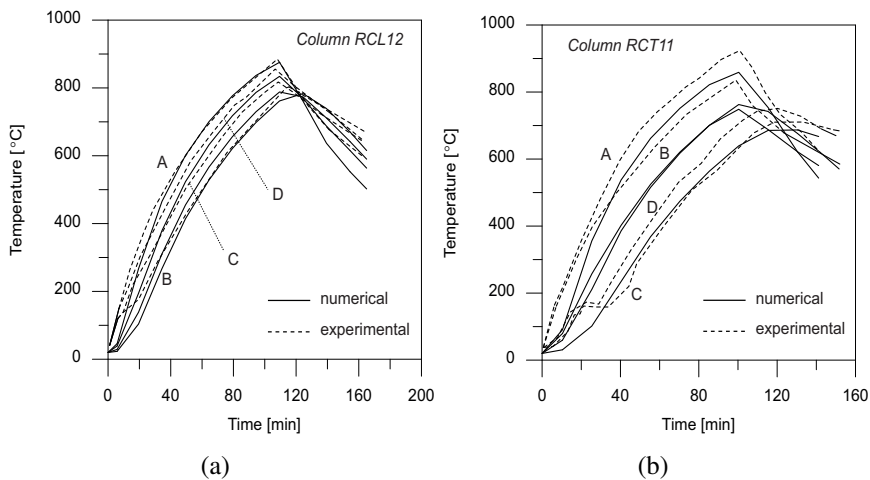 Column RCL12
Temperature [°C]
1000
800
600
400
200
0
A
B
C
D
numerical
experimental
0
40
80
120
160
200
Time [min]
(a)
Column RCT11
Temperature [°C]
1000
800
600
400
200
0
A
B
D
C
numerical
experimental
0
40
80
120
160
Time [min]
(b)